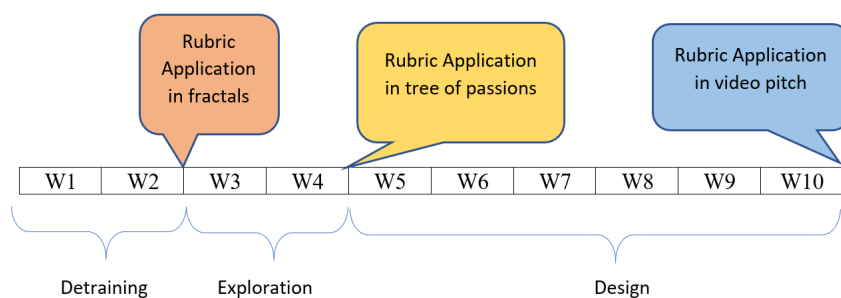 Rubric
Application
in fractals
Rubric Application
in tree of passions
Rubric Application
in video pitch
W1 W2 W3 W4 W5 W6 W7 W8 W9 W10
Detraining Exploration Design